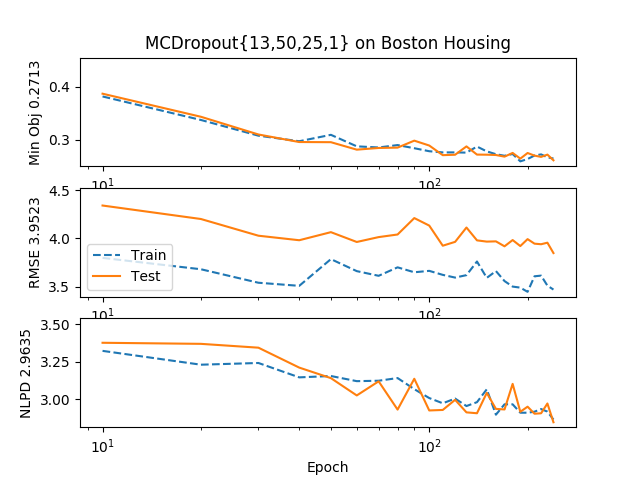 MCDropout{13,50,25,1} on Boston Housing
Min Obj 0.2713
0.4
0.3
10¹
10²
RMSE 3.9523
4.5
4.0
3.5
Train
Test
10¹
10²
NLPD 2.9635
3.50
3.25
3.00
10¹
10²
Epoch